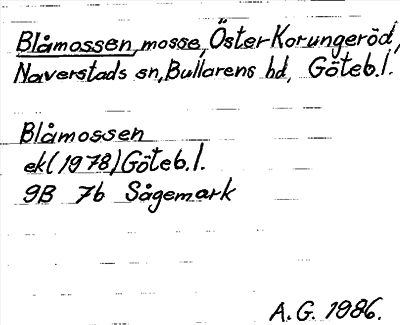 Blåmossen, mosse, Öster Korungeröd,
Naverstads sn, Bullarens hd, Göteb.l.
Blåmossen
ek (1978) Göteb.l.
9B 7b Sågemark
A.G. 1986.